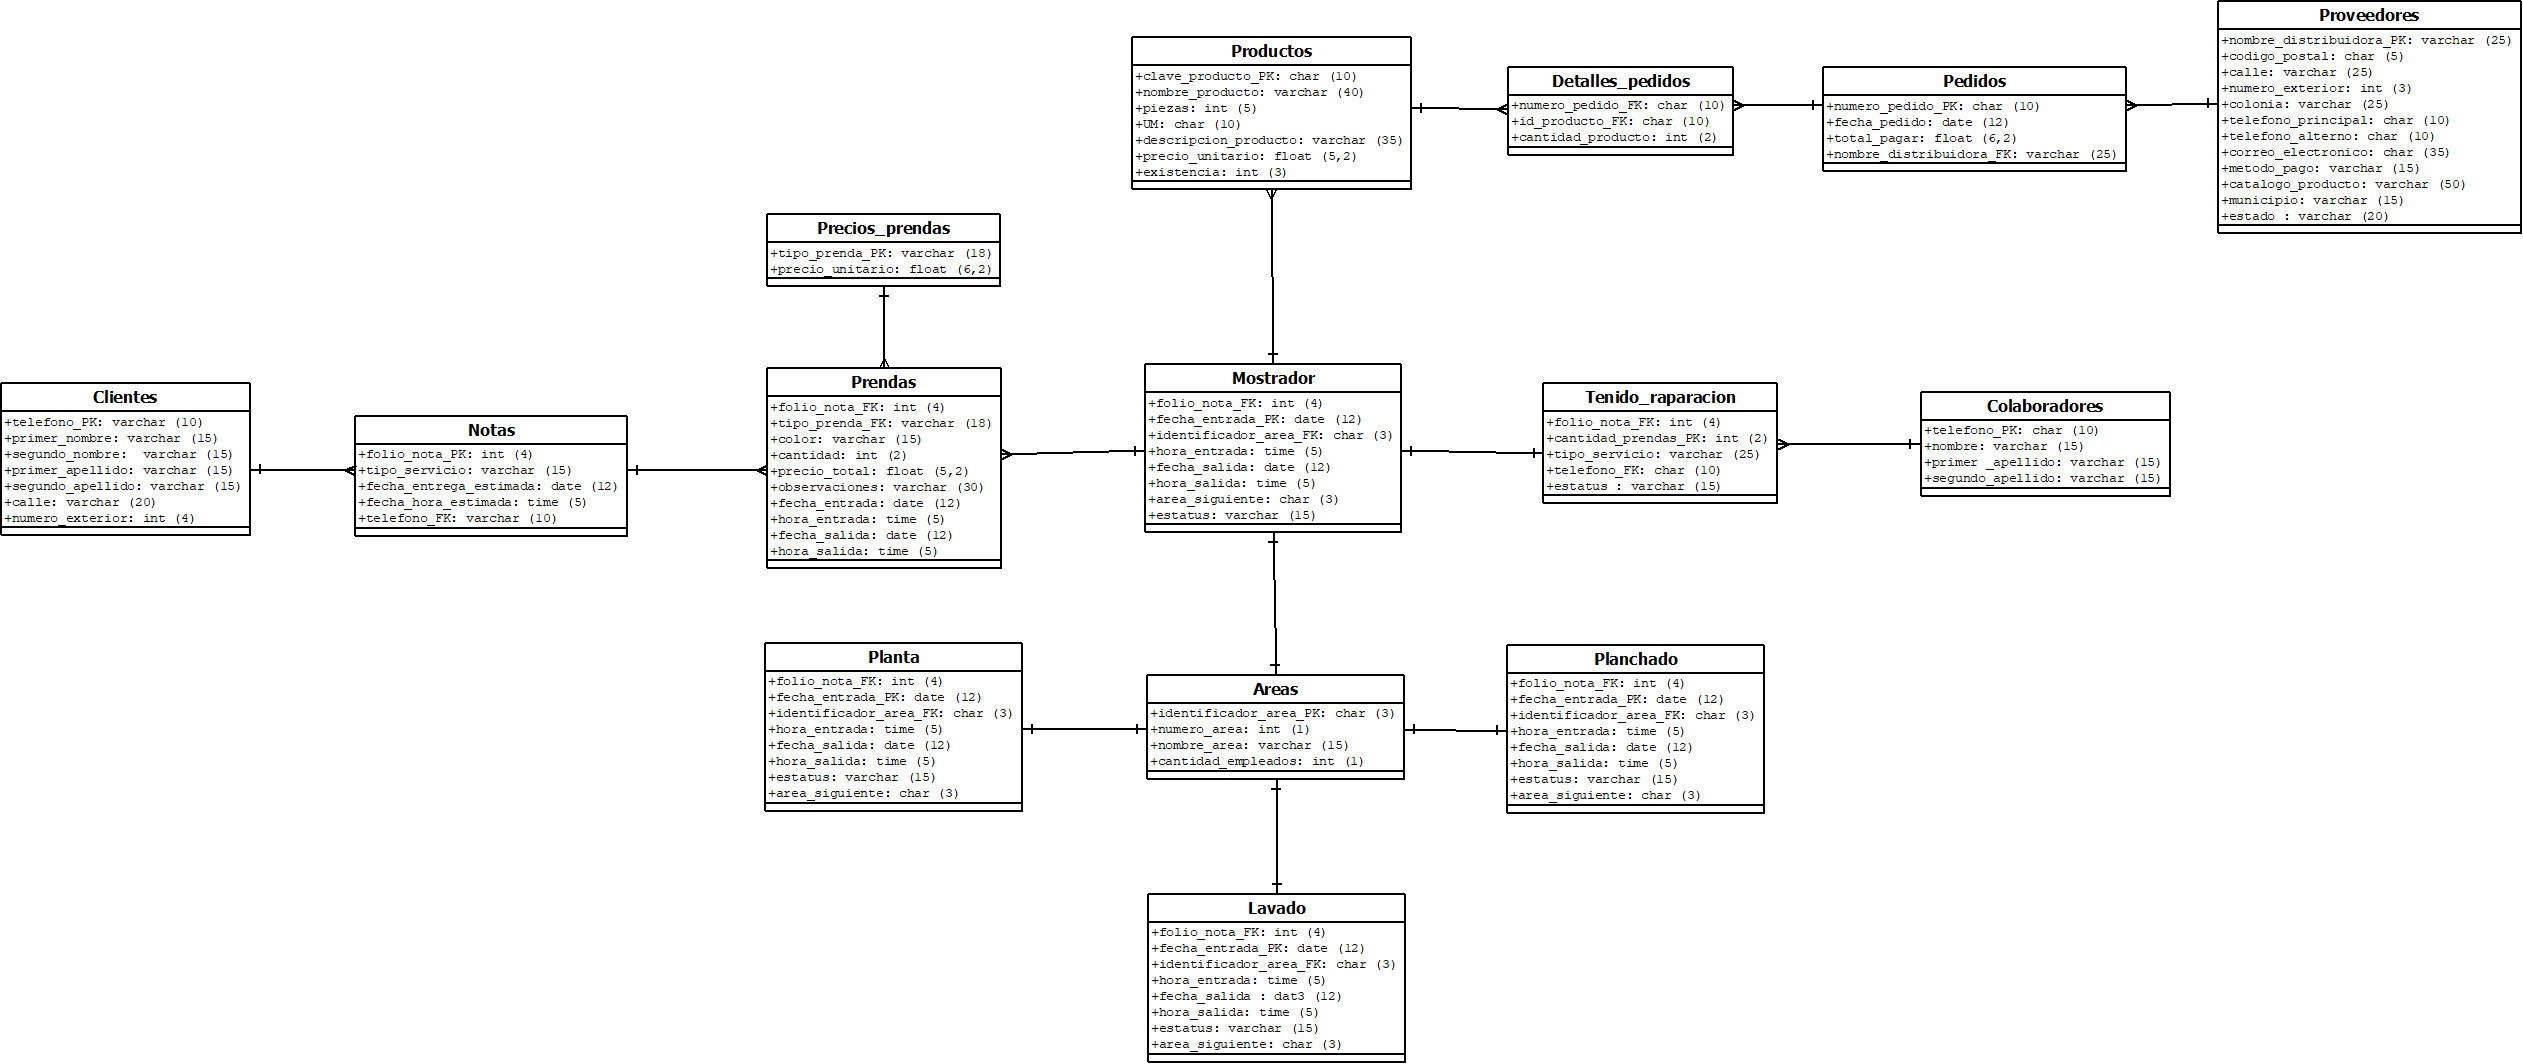 Proveedores
+nombre_distribuidora_PK: varchar (25)
+codigo_postal: char (5)
+calle: varchar (25)
+numero_exterior: int (3)
+colonia: varchar (25)
+telefono_principal: char (10)
+telefono_alterno: char (10)
+correo_electronico: char (35)
+metodo_pago: varchar (15)
+catalogo_producto: varchar (50)
+municipio: varchar (15)
+estado : varchar (20)
Productos
+clave_producto_PK: char (10)
+nombre_producto: varchar (40)
+piezas: int (5)
+UM: char (10)
+descripcion_producto: varchar (35)
+precio_unitario: float (5,2)
+existencia: int (3)
Detalles_pedidos
+numero_pedido_FK: char (10)
+id_producto_FK: char (10)
+cantidad_producto: int (2)
Pedidos
+numero_pedido_PK: char (10)
+fecha_pedido: date (12)
+total_pagar: float (6,2)
+nombre_distribuidora_FK: varchar (25)
Precios_prendas
+tipo_prenda_PK: varchar (18)
+precio_unitario: float (6,2)
Clientes
+telefono_PK: varchar (10)
+primer_nombre: varchar (15)
+segundo_nombre:  varchar (15)
+primer_apellido: varchar (15)
+segundo_apellido: varchar (15)
+calle: varchar (20)
+numero_exterior: int (4)
Notas
+folio_nota_PK: int (4)
+tipo_servicio: varchar (15)
+fecha_entrega_estimada: date (12)
+fecha_hora_estimada: time (5)
+telefono_FK: varchar (10)
Prendas
+folio_nota_FK: int (4)
+tipo_prenda_FK: varchar (18)
+color: varchar (15)
+cantidad: int (2)
+precio_total: float (5,2)
+observaciones: varchar (30)
+fecha_entrada: date (12)
+hora_entrada: time (5)
+fecha_salida: date (12)
+hora_salida: time (5)
Mostrador
+folio_nota_FK: int (4)
+fecha_entrada_PK: date (12)
+identificador_area_FK: char (3)
+hora_entrada: time (5)
+fecha_salida: date (12)
+hora_salida: time (5)
+area_siguiente: char (3)
+estatus: varchar (15)
Tenido_raparacion
+folio_nota_FK: int (4)
+cantidad_prendas_PK: int (2)
+tipo_servicio: varchar (25)
+telefono_FK: char (10)
+estatus : varchar (15)
Colaboradores
+telefono_PK: char (10)
+nombre: varchar (15)
+primer _apellido: varchar (15)
+segundo_apellido: varchar (15)
Planta
+folio_nota_FK: int (4)
+fecha_entrada_PK: date (12)
+identificador_area_FK: char (3)
+hora_entrada: time (5)
+fecha_salida: date (12)
+hora_salida: time (5)
+estatus: varchar (15)
+area_siguiente: char (3)
Areas
+identificador_area_PK: char (3)
+numero_area: int (1)
+nombre_area: varchar (15)
+cantidad_empleados: int (1)
Planchado
+folio_nota_FK: int (4)
+fecha_entrada_PK: date (12)
+identificador_area_FK: char (3)
+hora_entrada: time (5)
+fecha_salida: date (12)
+hora_salida: time (5)
+estatus: varchar (15)
+area_siguiente: char (3)
Lavado
+folio_nota_FK: int (4)
+fecha_entrada_PK: date (12)
+identificador_area_FK: char (3)
+hora_entrada: time (5)
+fecha_salida : dat3 (12)
+hora_salida: time (5)
+estatus: varchar (15)
+area_siguiente: char (3)